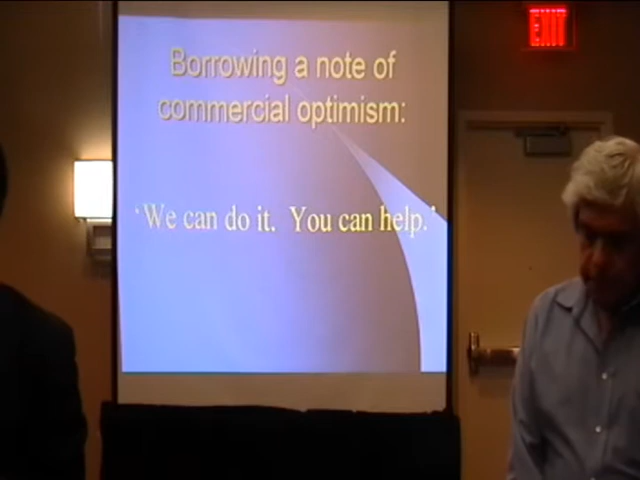 EXIT
Borrowing a note of
commercial optimism:
'We can do it. You can help.'